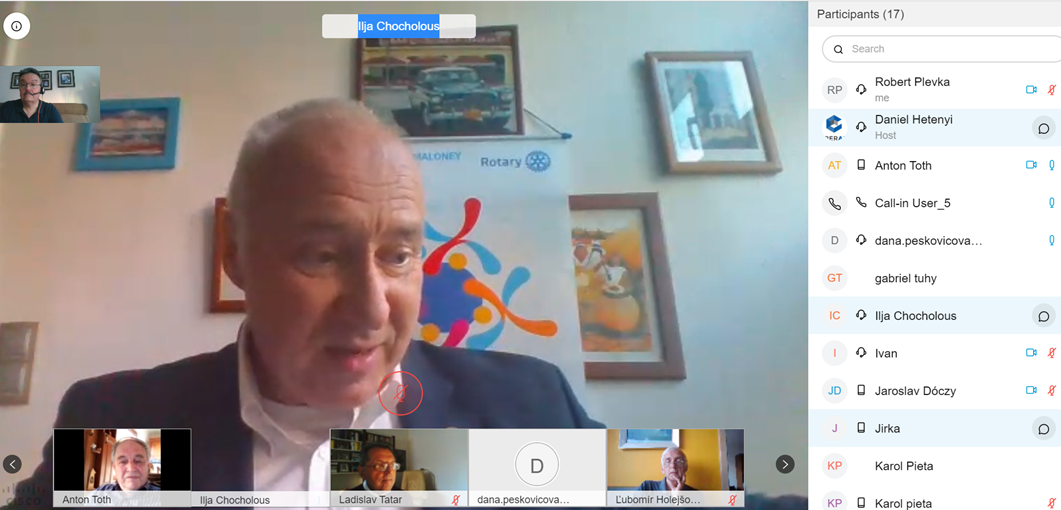 Ilja Chocholous
MALONEY
Rotary
Anton Toth
Ilja Chocholous
Ladislav Tatar
dana.peskovicova…
Ľubomir Holejšo…
D
CISCO
Participants (17)
Search
RP
Robert Plevka
me
Daniel Hetenyi
Host
AT
Anton Toth
Call-in User_5
D
dana.peskovicova…
GT
gabriel tuhy
IC
Ilja Chocholous
I
Ivan
JD
Jaroslav Dóczy
J
Jirka
KP
Karol Pieta
KP
Karol pieta